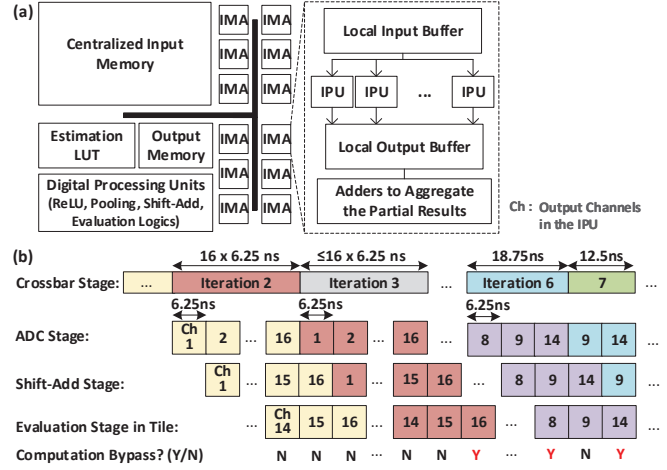 (a)
Centralized Input
Memory
Estimation
LUT
Output
Memory
Digital Processing Units
(ReLU, Pooling, Shift-Add,
Evaluation Logics)
IMA IMA
IMA IMA
IMA IMA
IMA IMA
IMA IMA
IMA IMA
Local Input Buffer
IPU IPU ... IPU
Local Output Buffer
Adders to Aggregate
the Partial Results
Ch : Output Channels
in the IPU
(b)
16 x 6.25 ns ≤16 x 6.25 ns 18.75ns 12.5ns
Crossbar Stage: ... Iteration 2 Iteration 3 ... Iteration 6 7 ...
6.25ns 6.25ns 6.25ns
ADC Stage: Ch 1 2 ... 16 1 2 ... 16 ... 8 9 14 9 14 ...
Shift-Add Stage: Ch 1 ... 15 16 1 ... 15 16 ... 8 9 14 9 ...
Evaluation Stage in Tile: Ch 14 15 16 ... 14 15 16 ... 8 9 14 ...
Computation Bypass? (Y/N) N N N ... N N Y ... Y N Y ...